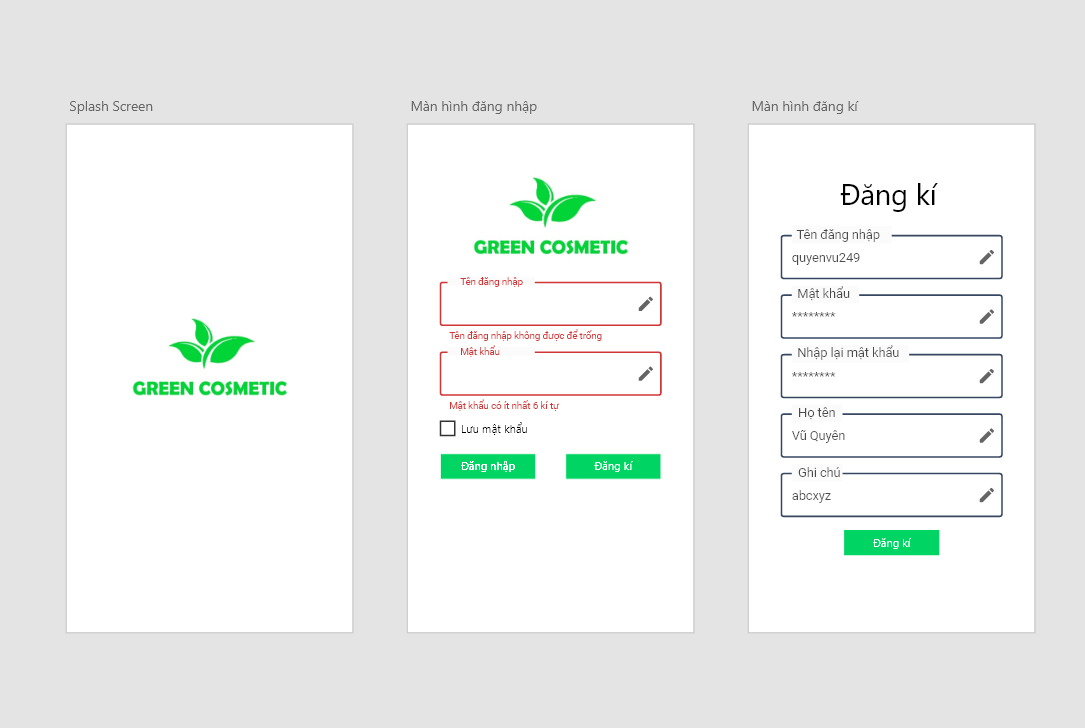 Splash Screen
GREEN COSMETIC
Màn hình đăng nhập
GREEN COSMETIC
Tên đăng nhập
Tên đăng nhập không được để trống
Mật khẩu
Mật khẩu có ít nhất 6 kí tự
Lưu mật khẩu
Đăng nhập
Đăng kí
Màn hình đăng kí
Đăng kí
Tên đăng nhập
quyenvu249
Mật khẩu
********
Nhập lại mật khẩu
********
Họ tên
Vũ Quyên
Ghi chú
abcxyz
Đăng kí